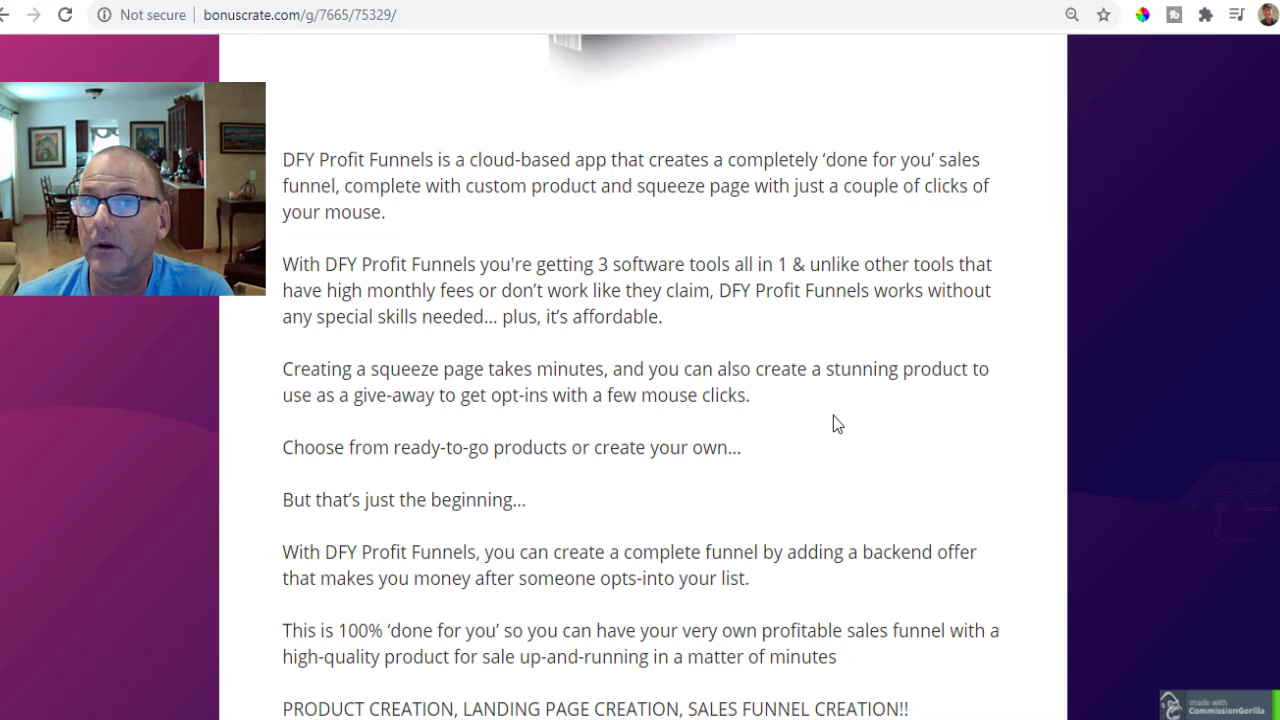 Not secure
bonuscrate.com/g/7665/75329/
DFY Profit Funnels is a cloud-based app that creates a completely ‘done for you’ sales
funnel, complete with custom product and squeeze page with just a couple of clicks of
your mouse.
With DFY Profit Funnels you're getting 3 software tools all in 1 & unlike other tools that
have high monthly fees or don’t work like they claim, DFY Profit Funnels works without
any special skills needed… plus, it’s affordable.
Creating a squeeze page takes minutes, and you can also create a stunning product to
use as a give-away to get opt-ins with a few mouse clicks.
Choose from ready-to-go products or create your own…
But that’s just the beginning…
With DFY Profit Funnels, you can create a complete funnel by adding a backend offer
that makes you money after someone opts-into your list.
This is 100% ‘done for you’ so you can have your very own profitable sales funnel with a
high-quality product for sale up-and-running in a matter of minutes
PRODUCT CREATION, LANDING PAGE CREATION, SALES FUNNEL CREATION!!
made with
CommissionGorilla